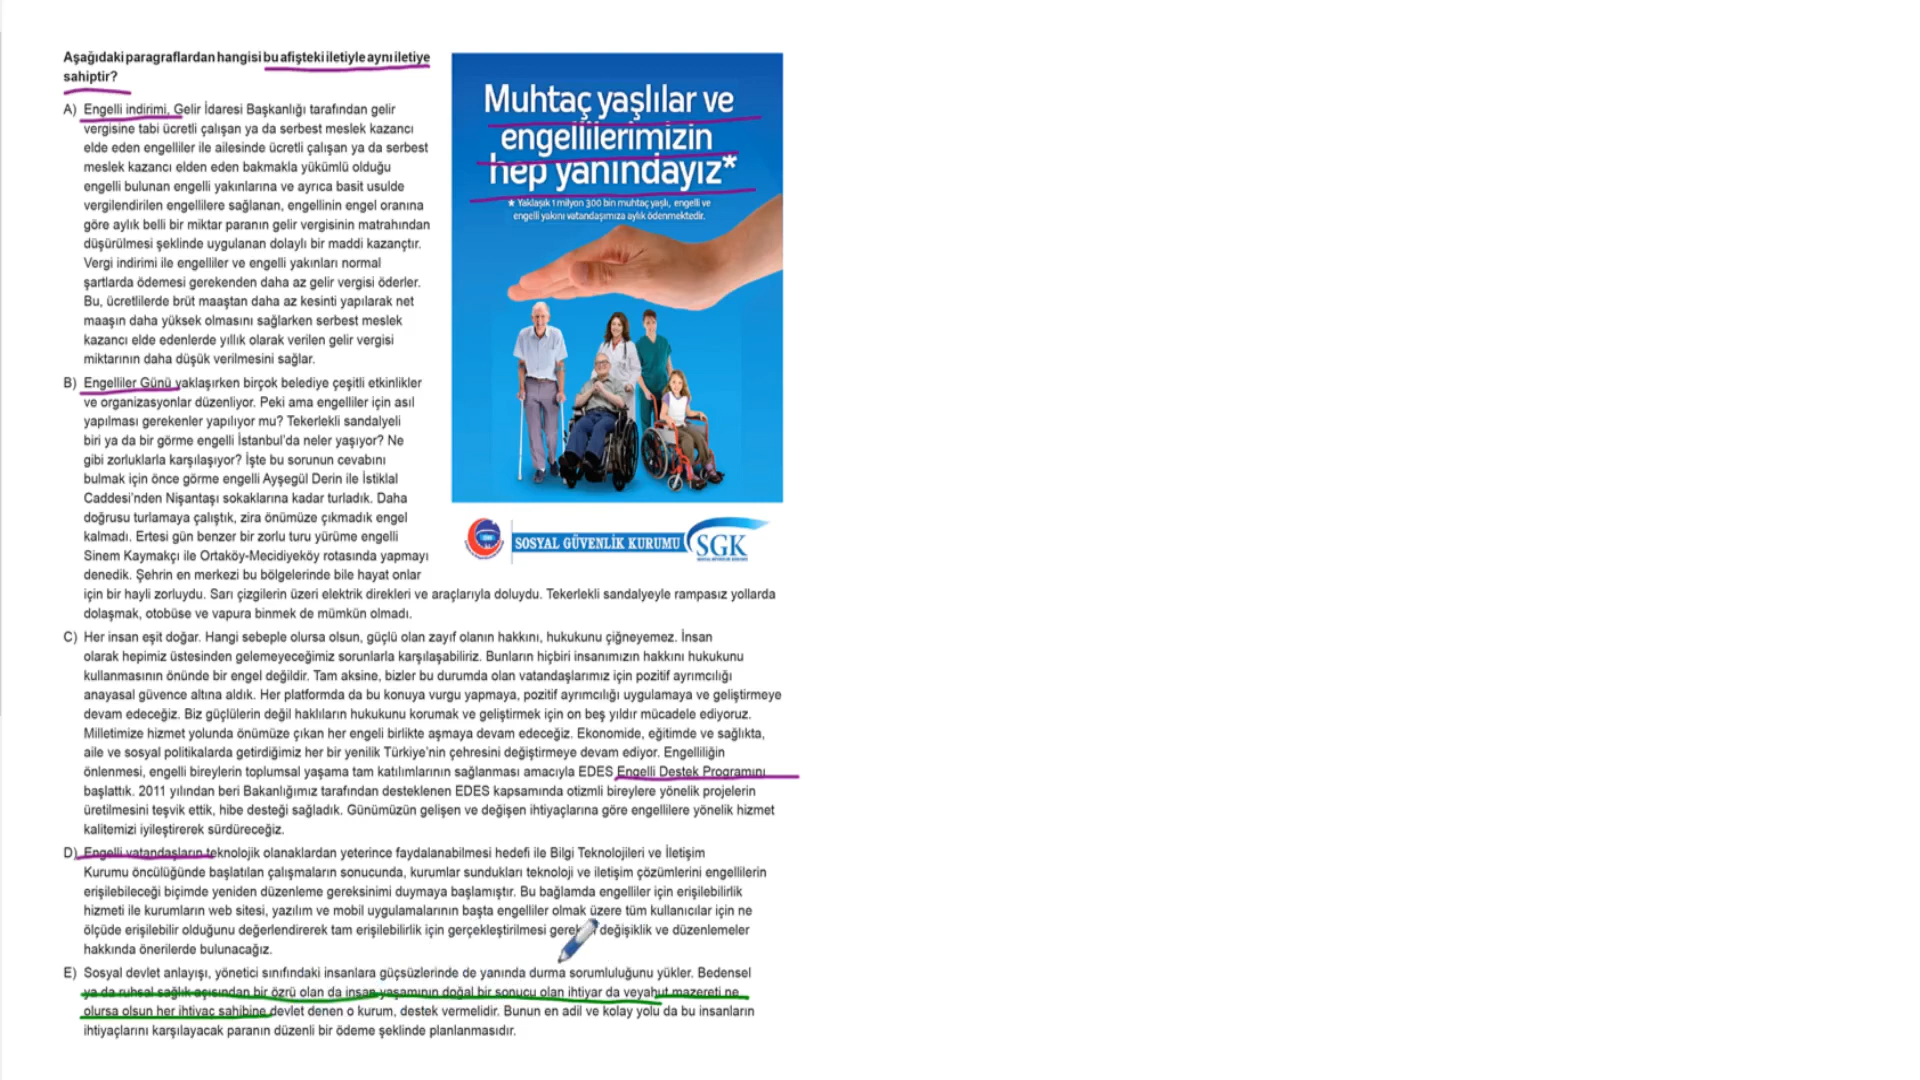 Aşağıdaki paragraflardan hangisi bu afişteki iletiyle aynı iletiye
sahiptir?
A) Engelli indirimi, Gelir İdaresi Başkanlığı tarafından gelir
vergisine tabi ücretli çalışan ya da serbest meslek kazancı
elde eden engelliler ile ailesinde ücretli çalışan ya da serbest
meslek kazancı elden eden bakmakla yükümlü olduğu
engelli bulunan engelli yakınlarına ve ayrıca basit usulde
vergilendirilen engellilere sağlanan, engellinin engel oranına
göre aylık belli bir miktar paranın gelir vergisinin matrahından
düşürülmesi şeklinde uygulanan dolaylı bir maddi kazançtır.
Vergi indirimi ile engelliler ve engelli yakınları normal
şartlarda ödemesi gerekenden daha az gelir vergisi öderler.
Bu, ücretlilerde brüt maaştan daha az kesinti yapılarak net
maaşın daha yüksek olmasını sağlarken serbest meslek
kazancı elde edenlerde yıllık olarak verilen gelir vergisi
miktarının daha düşük verilmesini sağlar.
B) Engelliler Günü yaklaşırken birçok belediye çeşitli etkinlikler
ve organizasyonlar düzenliyor. Peki ama engelliler için asıl
yapılması gerekenler yapılıyor mu? Tekerlekli sandalyeli
biri ya da bir görme engelli İstanbul’da neler yaşıyor? Ne
gibi zorluklarla karşılaşıyor? İşte bu sorunun cevabını
bulmak için önce görme engelli Ayşegül Derin ile İstiklal
Caddesi’nden Nişantaşı sokaklarına kadar turladık. Daha
doğrusu turlamaya çalıştık, zira önümüze çıkmadık engel
kalmadı. Ertesi gün benzer bir zorlu turu yürüme engelli
Sinem Kaymakçı ile Ortaköy-Mecidiyeköy rotasında yapmayı
denedik. Şehrin en merkezi bu bölgelerinde bile hayat onlar
için bir hayli zorluydu. Sarı çizgilerin üzeri elektrik direkleri ve araçlarıyla doluydu. Tekerlekli sandalyeyle rampasız yollarda
dolaşmak, otobüse ve vapura binmek de mümkün olmadı.
C) Her insan eşit doğar. Hangi sebeple olursa olsun, güçlü olan zayıf olanın hakkını, hukukunu çiğneyemez. İnsan
olarak hepimiz üstesinden gelemeyeceğimiz sorunlarla karşılaşabiliriz. Bunların hiçbiri insanımızın hakkını hukukunu
kullanmasının önünde bir engel değildir. Tam aksine, bizler bu durumda olan vatandaşlarımız için pozitif ayrımcılığı
anayasal güvence altına aldık. Her platformda da bu konuya vurgu yapmaya, pozitif ayrımcılığı uygulamaya ve geliştirmeye
devam edeceğiz. Biz güçlülerin değil haklıların hukukunu korumak ve geliştirmek için on beş yıldır mücadele ediyoruz.
Milletimize hizmet yolunda önümüze çıkan her engeli birlikte aşmaya devam edeceğiz. Ekonomide, eğitimde ve sağlıkta,
aile ve sosyal politikalarda getirdiğimiz her bir yenilik Türkiye’nin çehresini değiştirmeye devam ediyor. Engelliliğin
önlenmesi, engelli bireylerin toplumsal yaşama tam katılımlarının sağlanması amacıyla EDES Engelli Destek Programını
başlattık. 2011 yılından beri Bakanlığımız tarafından desteklenen EDES kapsamında otizmli bireylere yönelik projelerin
üretilmesini teşvik ettik, hibe desteği sağladık. Günümüzün gelişen ve değişen ihtiyaçlarına göre engellilere yönelik hizmet
kalitemizi iyileştirerek sürdüreceğiz.
D) Engelli vatandaşların teknolojik olanaklardan yeterince faydalanabilmesi hedefi ile Bilgi Teknolojileri ve İletişim
Kurumu öncülüğünde başlatılan çalışmaların sonucunda, kurumlar sundukları teknoloji ve iletişim çözümlerini engellilerin
erişilebileceği biçimde yeniden düzenleme gereksinimi duymaya başlamıştır. Bu bağlamda engelliler için erişilebilirlik
hizmeti ile kurumların web sitesi, yazılım ve mobil uygulamalarının başta engelliler olmak üzere tüm kullanıcılar için ne
ölçüde erişilebilir olduğunu değerlendirerek tam erişilebilirlik için gerçekleştirilmesi değişiklik ve düzenlemeler
hakkında önerilerde bulunacağız.
E) Sosyal devlet anlayışı, yönetici sınıfındaki insanlara güçsüzlerinde de yanında durma sorumluluğunu yükler. Bedensel
ya da ruhsal sağlık açısından bir özrü olan da insan yaşamının doğal bir sonucu olan ihtiyar da veyahut mazereti ne
olursa olsun her ihtiyaç sahibine devlet denen o kurum, destek vermelidir. Bunun en adil ve kolay yolu da bu insanların
ihtiyaçlarını karşılayacak paranın düzenli bir ödeme şeklinde planlanmasıdır.
Muhtaç yaşlılar ve
engellilerimizin
hep yanındayız*
* Yaklaşık 1 milyon 300 bin muhtaç yaşlı, engelli ve
engelli yakını vatandaşımıza aylık ödenmektedir.
SOSYAL GÜVENLİK KURUMU
SGK